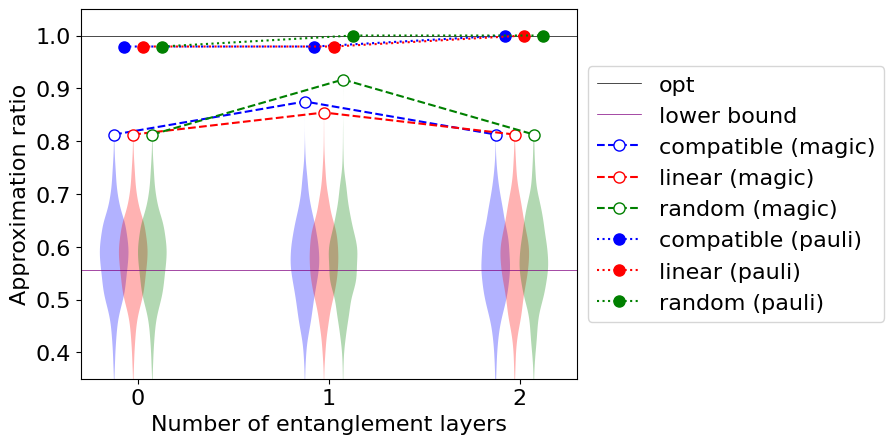 Approximation ratio
1.0
0.9
0.8
0.7
0.6
0.5
0.4
0
1
2
Number of entanglement layers
opt
lower bound
compatible (magic)
linear (magic)
random (magic)
compatible (pauli)
linear (pauli)
random (pauli)